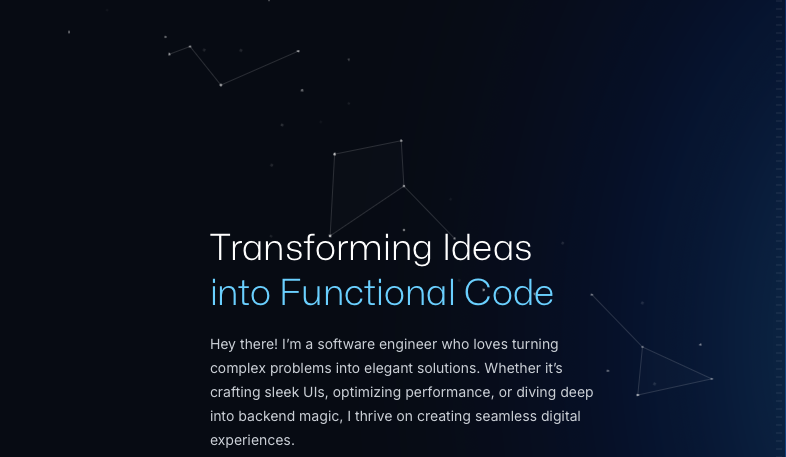 Transforming Ideas
into Functional Code
Hey there! I’m a software engineer who loves turning
complex problems into elegant solutions. Whether it’s
crafting sleek UIs, optimizing performance, or diving deep
into backend magic, I thrive on creating seamless digital
experiences.